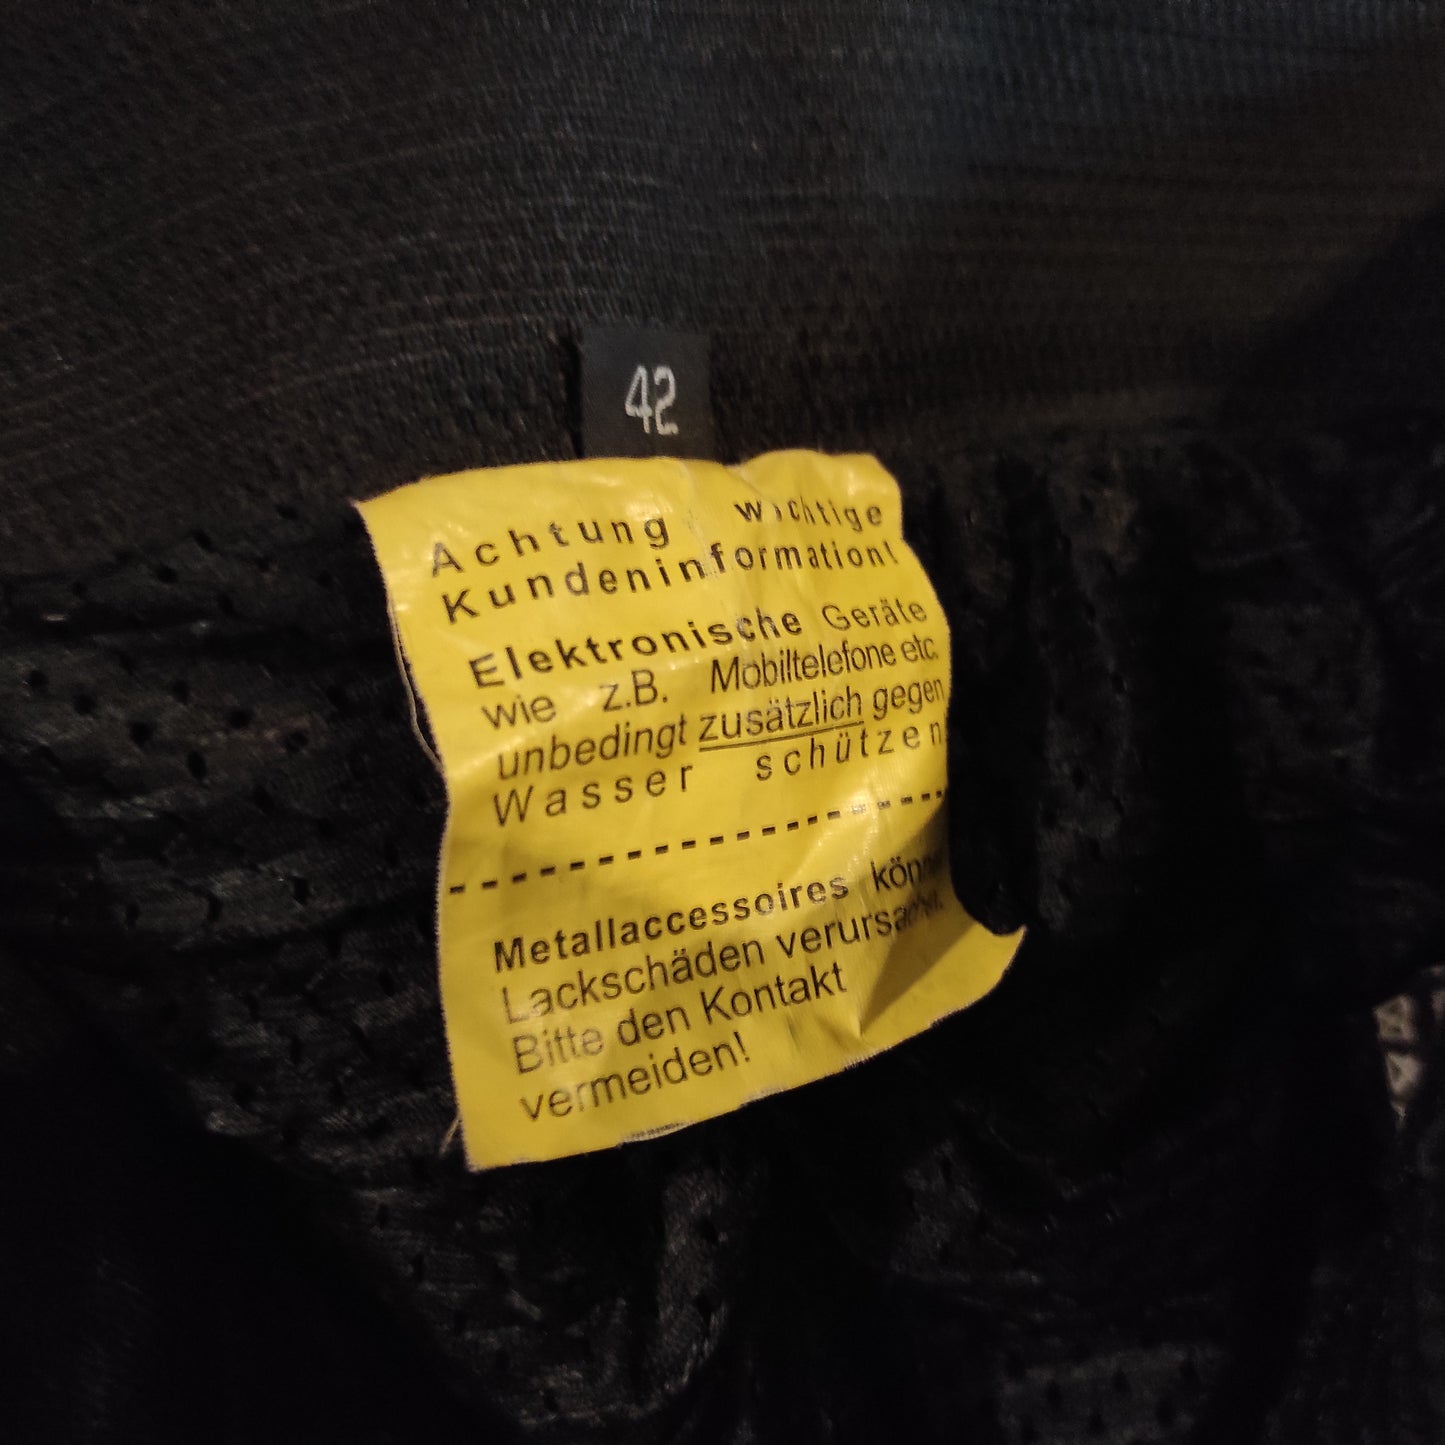 42
Achtung wichtige
Kundeninformation!
Elektronische Geräte
wie z.B. Mobiltelefone etc.
unbedingt zusätzlich gegen
Wasser schützen
Metallaccessoires
Lackschäden verursachen.
Bitte den Kontakt
vermeiden!